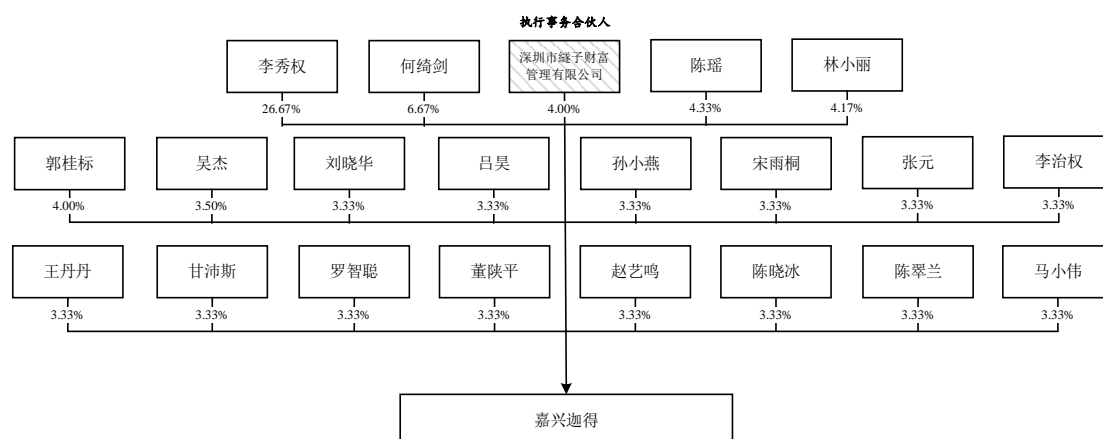 执行事务合伙人
李秀权
何绮剑
深圳市燧子财富
管理有限公司
陈瑶
林小丽
26.67%
6.67%
4.00%
4.33%
4.17%
郭桂标
吴杰
刘晓华
吕昊
孙小燕
宋雨桐
张元
李治权
4.00%
3.50%
3.33%
3.33%
3.33%
3.33%
3.33%
3.33%
王丹丹
甘沛斯
罗智聪
董陕平
赵艺鸣
陈晓冰
陈翠兰
马小伟
3.33%
3.33%
3.33%
3.33%
3.33%
3.33%
3.33%
3.33%
嘉兴迦得